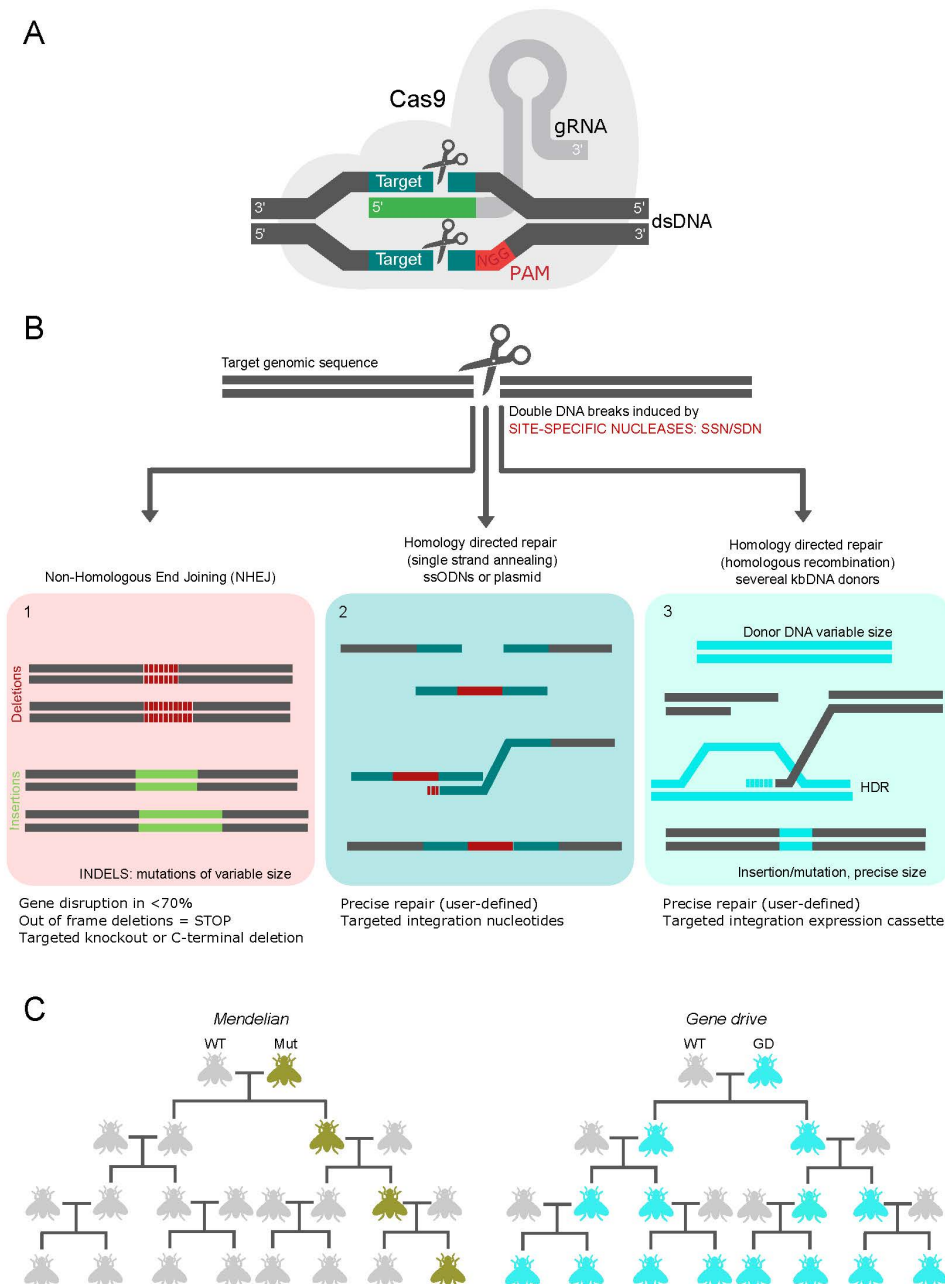 A
Cas9
gRNA
3'
Target
3'
5'
5'
dsDNA
5'
3'
Target
NGG
PAM
B
Target genomic sequence
Double DNA breaks induced by
SITE-SPECIFIC NUCLEASES: SSN/SDN
Non-Homologous End Joining (NHEJ)
Homology directed repair
(single strand annealing)
ssODNs or plasmid
Homology directed repair
(homologous recombination)
severeal kbDNA donors
1
Deletions
Insertions
INDELS: mutations of variable size
2
3
Donor DNA variable size
HDR
Insertion/mutation, precise size
Gene disruption in <70%
Out of frame deletions = STOP
Targeted knockout or C-terminal deletion
Precise repair (user-defined)
Targeted integration nucleotides
Precise repair (user-defined)
Targeted integration expression cassette
C
Mendelian
WT
Mut
Gene drive
WT
GD